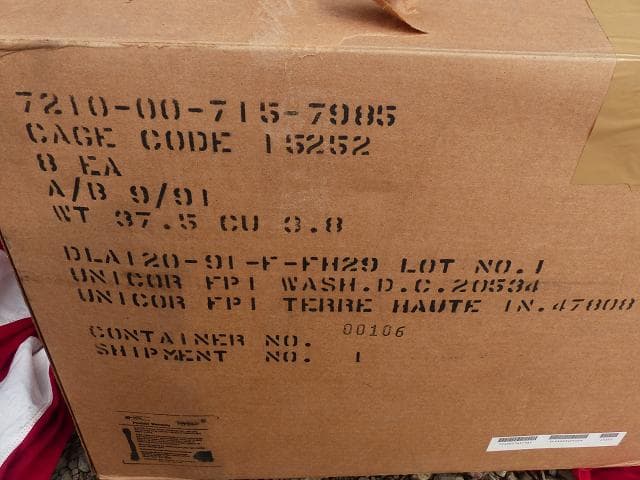 7210-00-715-7985
CAGE CODE 15252
8 EA
A/B 9/91
WT 37.5 CU 3.8
DLA120-91-F-FH29 LOT NO.1
UNICOR FPI WASH.D.C.20534
UNICOR FPI TERRE HAUTE IN.47808
CONTAINER NO. 00106
SHIPMENT NO. 1